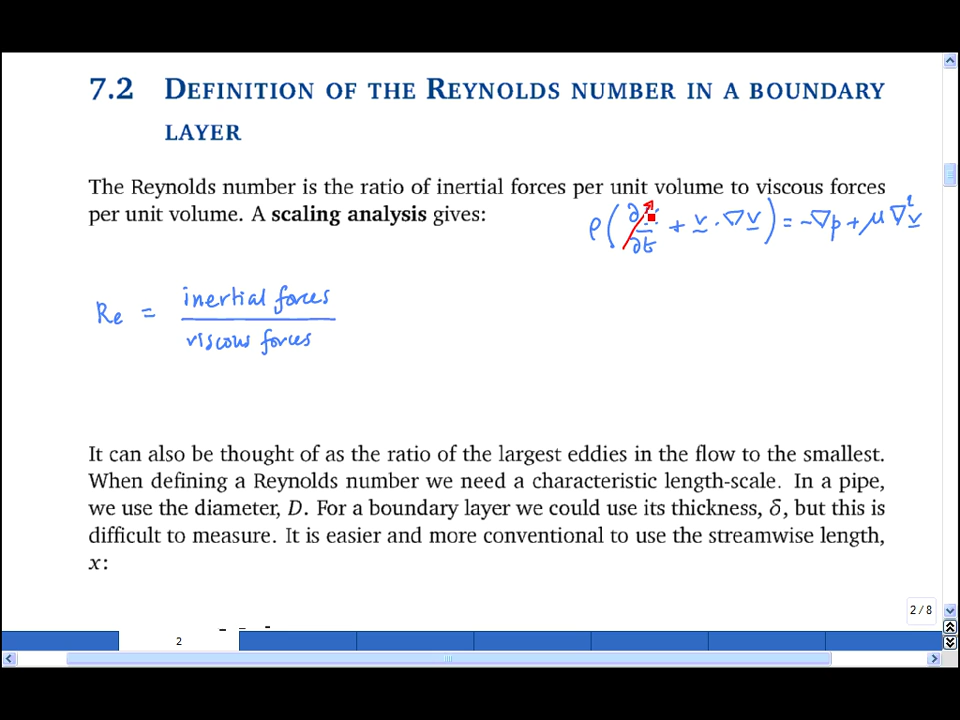 7.2 DEFINITION OF THE REYNOLDS NUMBER IN A BOUNDARY
LAYER
The Reynolds number is the ratio of inertial forces per unit volume to viscous forces
per unit volume. A scaling analysis gives:
ρ(∂v/∂t + v · ∇v) = -∇p + μ∇²v
Re = inertial forces
viscous forces
It can also be thought of as the ratio of the largest eddies in the flow to the smallest.
When defining a Reynolds number we need a characteristic length-scale. In a pipe,
we use the diameter, D. For a boundary layer we could use its thickness, δ, but this is
difficult to measure. It is easier and more conventional to use the streamwise length,
x:
2 / 8
2